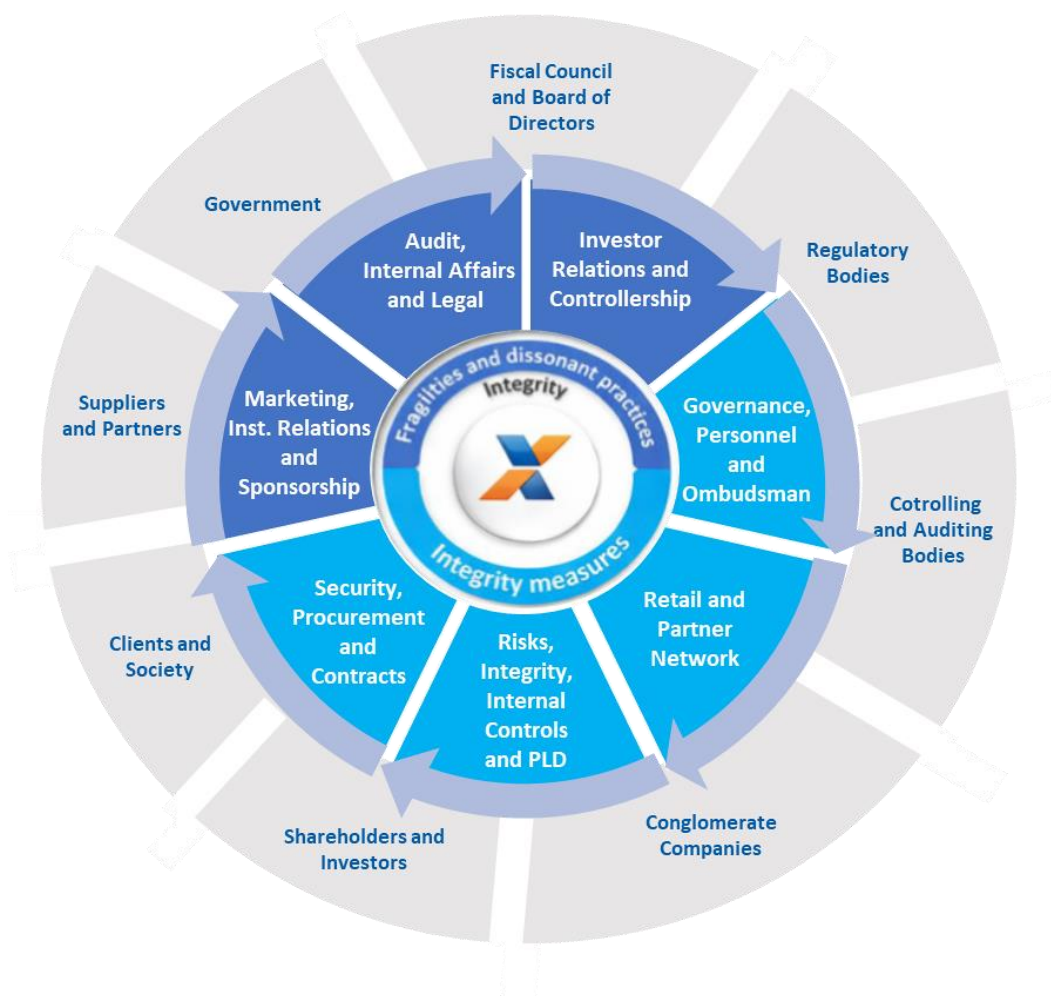 Fiscal Council
and Board of
Directors
Government
Regulatory
Bodies
Suppliers
and Partners
Cotrolling
and Auditing
Bodies
Clients and
Society
Conglomerate
Companies
Shareholders and
Investors
Audit,
Internal Affairs
and Legal
Investor
Relations and
Controllership
Marketing,
Inst. Relations
and
Sponsorship
Governance,
Personnel
and
Ombudsman
Security,
Procurement
and
Contracts
Risks,
Integrity,
Internal
Controls
and PLD
Retail and
Partner
Network
Fragilities and dissonant practices
Integrity
Integrity measures